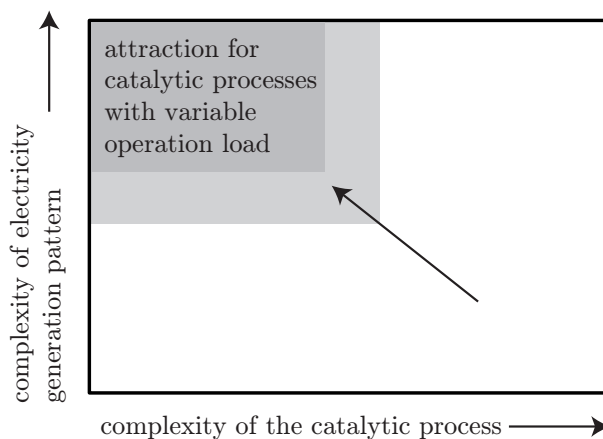 attraction for
catalytic processes
with variable
operation load
complexity of electricity
generation pattern
complexity of the catalytic process